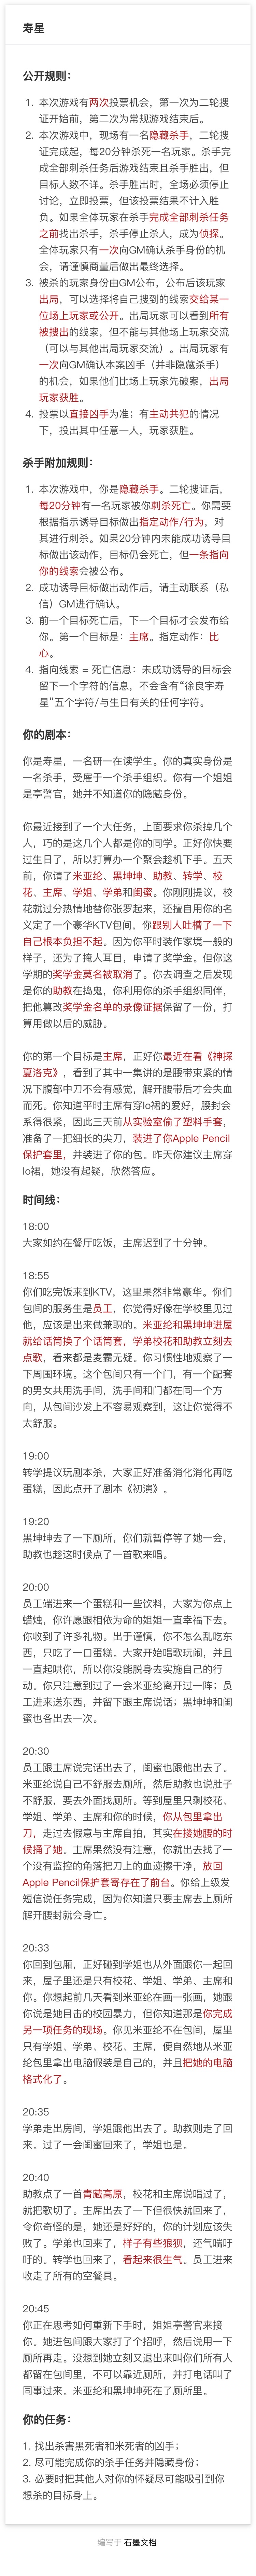 寿星
公开规则：
1. 本次游戏有两次投票机会，第一次为二轮搜
证开始前，第二次为常规游戏结束后。
2. 本次游戏中，现场有一名隐藏杀手，二轮搜
证完成起，每20分钟杀死一名玩家。杀手完
成全部刺杀任务后游戏结束且杀手胜出，但
目标人数不详。杀手胜出时，全场必须停止
讨论，立即投票，但该投票结果不计入胜
负。如果全体玩家在杀手完成全部刺杀任务
之前找出杀手，杀手停止杀人，成为侦探。
全体玩家只有一次向GM确认杀手身份的机
会，请谨慎商量后做出最终选择。
3. 被杀的玩家身份由GM公布，公布后该玩家
出局，可以选择将自己搜到的线索交给某一
位场上玩家或公开。出局玩家可以看到所有
被搜出的线索，但不能与其他场上玩家交流
（可以与其他出局玩家交流）。出局玩家有
一次向GM确认本案凶手（并非隐藏杀手）
的机会，如果他们比场上玩家先破案，出局
玩家获胜。
4. 投票以直接凶手为准；有主动共犯的情况
下，投出其中任意一人，玩家获胜。
杀手附加规则：
1. 本次游戏中，你是隐藏杀手。二轮搜证后，
每20分钟有一名玩家被你刺杀死亡。你需要
根据指示诱导目标做出指定动作/行为，对
其进行刺杀。如果20分钟内未能成功诱导目
标做出该动作，目标仍会死亡，但一条指向
你的线索会被公布。
2. 成功诱导目标做出动作后，请主动联系（私
信）GM进行确认。
3. 前一个目标死亡后，下一个目标才会发布给
你。第一个目标是：主席。指定动作：比
心。
4. 指向线索 = 死亡信息：未成功诱导的目标会
留下一个字符的信息，不会含有“徐良宇寿
星”五个字符/与生日有关的任何字符。
你的剧本：
你是寿星，一名研一在读学生。你的真实身份是
一名杀手，受雇于一个杀手组织。你有一个姐姐
是亭警官，她并不知道你的隐藏身份。
你最近接到了一个大任务，上面要求你杀掉几个
人，巧的是这几个人都是你的同学。正好你快要
过生日了，所以打算办一个聚会趁机下手。五天
前，你请了米亚纶、黑坤坤、助教、转学、校
花、主席、学姐、学弟和闺蜜。你刚刚提议，校
花就过分热情地替你张罗起来，还擅自用你的名
义定了一个豪华KTV包间，你跟别人吐槽了一下
自己根本负担不起。因为你平时装作家境一般的
样子，还为了掩人耳目，申请了奖学金。但你这
学期的奖学金莫名被取消了。你去调查之后发现
是你的助教在捣鬼，你利用你的杀手组织同伴，
把他篡改奖学金名单的录像证据保留了一份，打
算用做以后的威胁。
你的第一个目标是主席，正好你最近在看《神探
夏洛克》，看到了其中一集讲的是腰带束紧的情
况下腹部中刀不会有感觉，解开腰带后才会失血
而死。你知道平时主席有穿lo裙的爱好，腰封会
系得很紧，因此三天前从实验室偷了塑料手套，
准备了一把细长的尖刀，装进了你Apple Pencil
保护套里，并装进了你的包。昨天你建议主席穿
lo裙，她没有起疑，欣然答应。
时间线：
18:00
大家如约在餐厅吃饭，主席迟到了十分钟。
18:55
你们吃完饭来到KTV，这里果然非常豪华。你们
包间的服务生是员工，你觉得好像在学校里见过
他，应该是出来做兼职的。米亚纶和黑坤坤进屋
就给话筒换了个话筒套，学弟校花和助教立刻去
点歌，看来都是麦霸无疑。你习惯性地观察了一
下周围环境。这个包间只有一个门，有一个配套
的男女共用洗手间，洗手间和门都在同一个方
向，从包间沙发上不容易观察到，这让你觉得不
太舒服。
19:00
转学提议玩剧本杀，大家正好准备消化消化再吃
蛋糕，因此点开了剧本《初演》。
19:20
黑坤坤去了一下厕所，你们就暂停等了她一会，
助教也趁这时候点了一首歌来唱。
20:00
员工端进来一个蛋糕和一些饮料，大家为你点上
蜡烛，你许愿跟相依为命的姐姐一直幸福下去。
你收到了许多礼物。出于谨慎，你不怎么乱吃东
西，只吃了一口蛋糕。大家开始唱歌玩闹，并且
一直起哄你，所以你没能脱身去实施自己的行
动。你只注意到过了一会米亚纶离开过一阵；员
工进来送东西，并留下跟主席说话；黑坤坤和闺
蜜也各出去一次。
20:30
员工跟主席说完话出去了，闺蜜也跟他出去了。
米亚纶说自己不舒服去厕所，然后助教也说肚子
不舒服，要去外面找厕所。等到屋里只剩校花、
学姐、学弟、主席和你的时候，你从包里拿出
刀，走过去假意与主席自拍，其实在搂她腰的时
候捅了她。主席果然没有注意，你就出去找了一
个没有监控的角落把刀上的血迹擦干净，放回
Apple Pencil保护套寄存在了前台。你给上级发
短信说任务完成，因为你知道只要主席去上厕所
解开腰封就会身亡。
20:33
你回到包厢，正好碰到学姐也从外面跟你一起回
来，屋子里还是只有校花、学姐、学弟、主席和
你。你想起前几天看到米亚纶在画一张画，她跟
你说是她目击的校园暴力，但你知道那是你完成
另一项任务的现场。你见米亚纶不在包间，屋里
只有学姐、学弟、校花、主席，便自然地从米亚
纶包里拿出电脑假装是自己的，并且把她的电脑
格式化了。
20:35
学弟走出房间，学姐跟他出去了。助教则走了回
来。过了一会闺蜜回来了，学姐也是。
20:40
助教点了一首青藏高原，校花和主席说唱过了，
就把歌切了。主席出去了一下但很快就回来了，
令你奇怪的是，她还是好好的，你的计划应该失
败了。学弟也回来了，样子有些狼狈，还气喘吁
吁的。转学也回来了，看起来很生气。员工进来
收走了所有的空餐具。
20:45
你正在思考如何重新下手时，姐姐亭警官来接
你。她进包间跟大家打了个招呼，然后说用一下
厕所再走。没想到她立刻又退出来叫你们所有人
都留在包间里，不可以靠近厕所，并打电话叫了
同事过来。米亚纶和黑坤坤死在了厕所里。
你的任务：
1. 找出杀害黑死者和米死者的凶手；
2. 尽可能完成你的杀手任务并隐藏身份；
3. 必要时把其他人对你的怀疑尽可能吸引到你
想杀的目标身上。
编写于 石墨文档